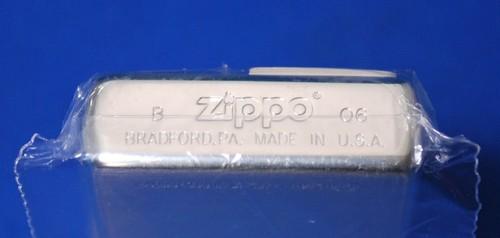 B zippo® 06
BRADFORD, PA. MADE IN U.S.A.